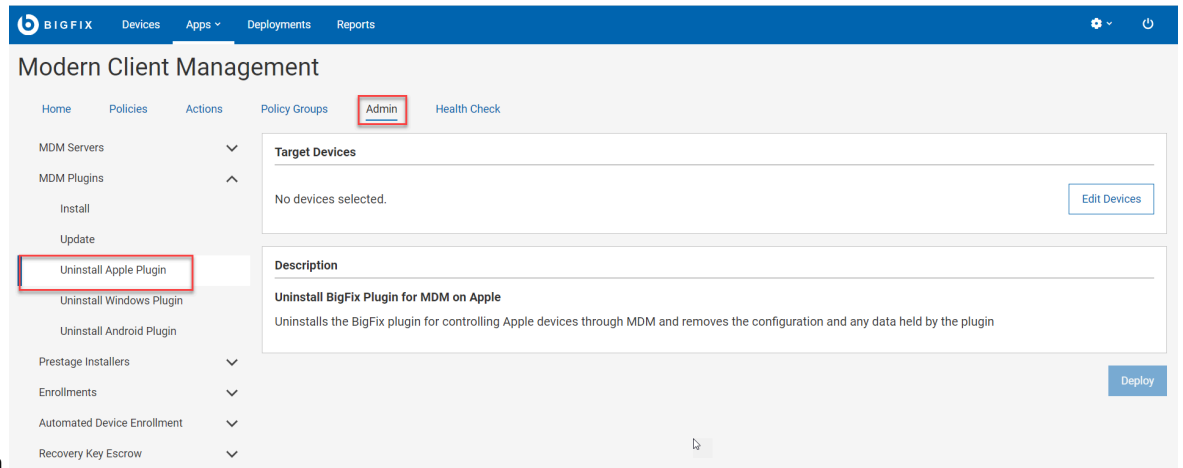 BIGFIX Devices Apps Deployments Reports
Modern Client Management
Home Policies Actions Policy Groups Admin Health Check
MDM Servers
MDM Plugins
Install
Update
Uninstall Apple Plugin
Uninstall Windows Plugin
Uninstall Android Plugin
Prestage Installers
Enrollments
Automated Device Enrollment
Recovery Key Escrow
Target Devices
No devices selected.
Edit Devices
Description
Uninstall BigFix Plugin for MDM on Apple
Uninstalls the BigFix plugin for controlling Apple devices through MDM and removes the configuration and any data held by the plugin
Deploy